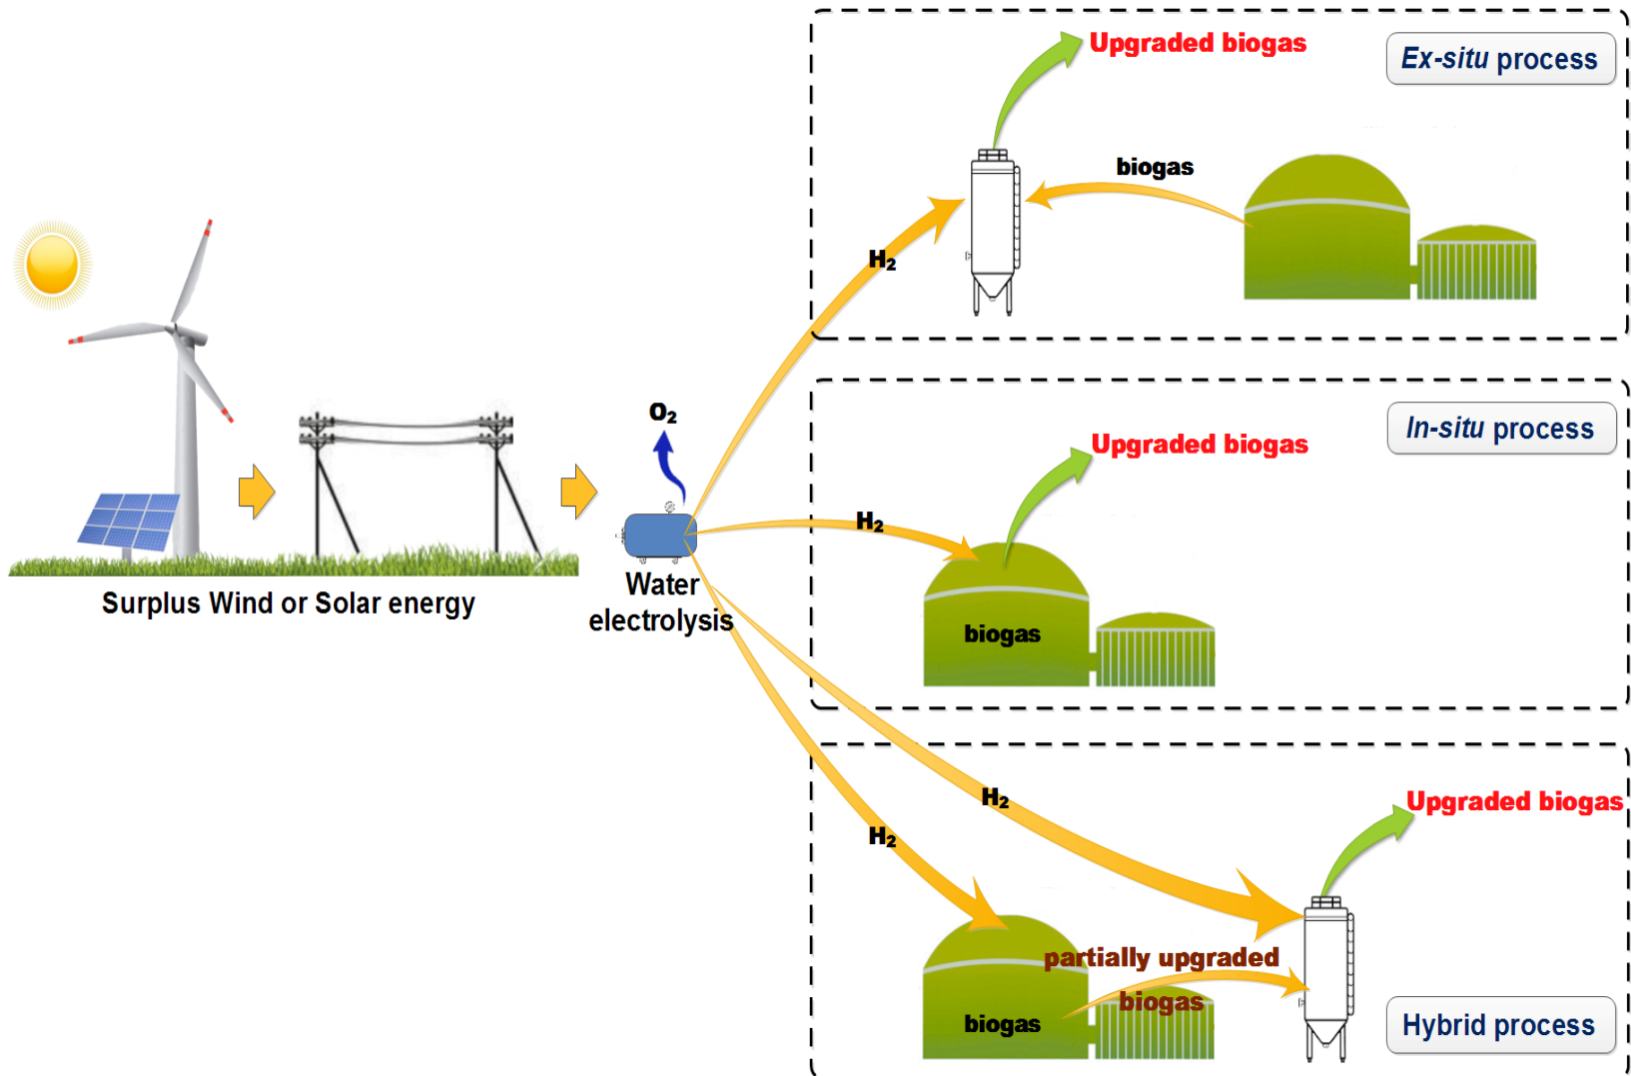 Upgraded biogas
Ex-situ process
biogas
H₂
O₂
Upgraded biogas
In-situ process
H₂
Water
electrolysis
Surplus Wind or Solar energy
biogas
H₂
Upgraded biogas
H₂
partially upgraded
biogas
biogas
Hybrid process